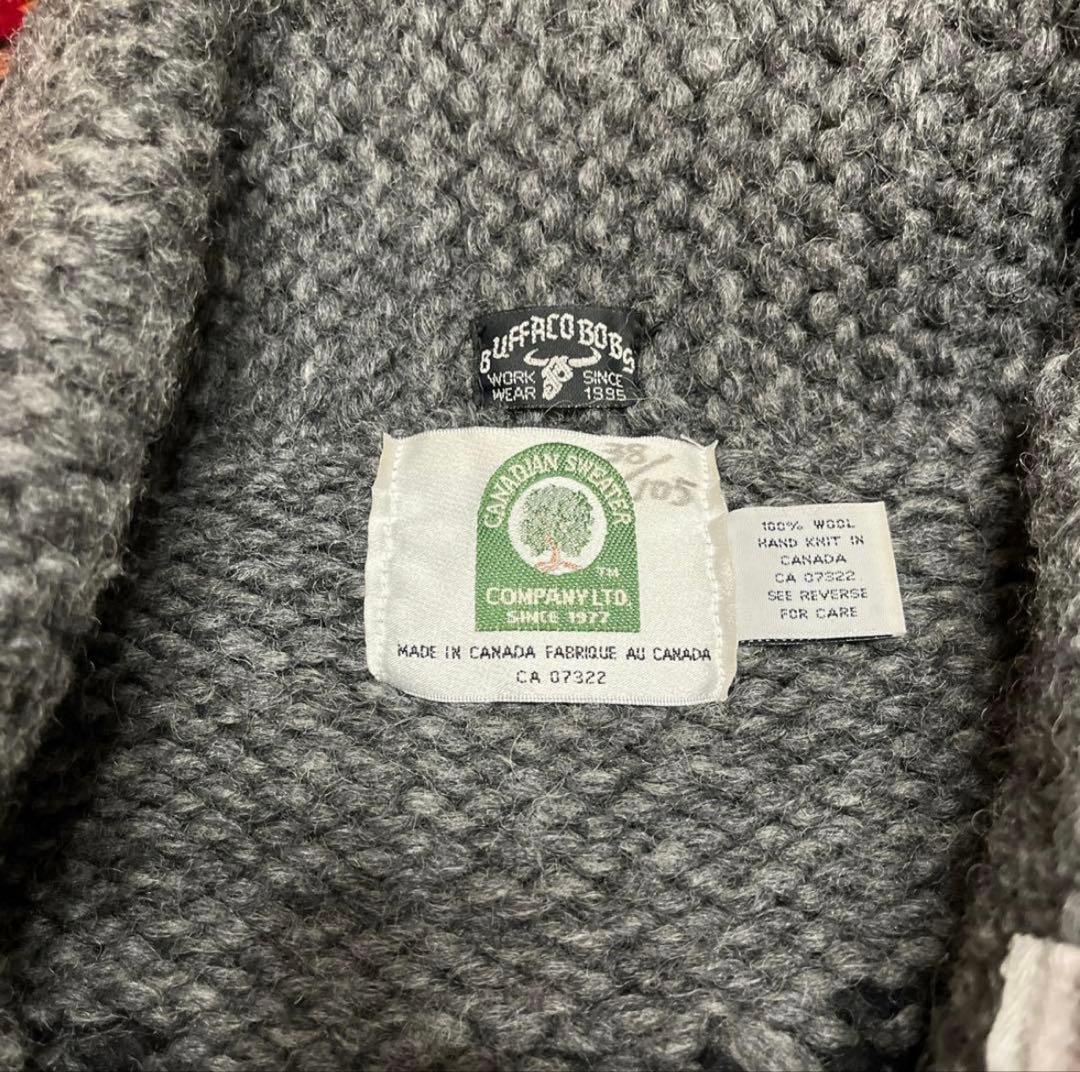 BUFFALO BOBS
WORK WEAR
SINCE 1995
38/
105
CANADIAN SWEATER
TM
COMPANY LTD.
SINCE 1977
MADE IN CANADA FABRIQUE AU CANADA
CA 07322
100% WOOL
HAND KNIT IN
CANADA
CA 07322
SEE REVERSE
FOR CARE